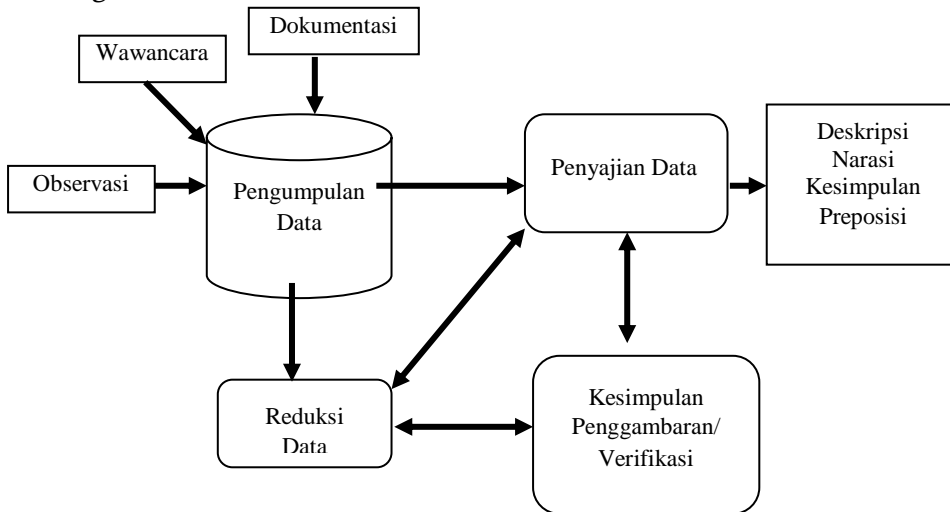 Dokumentasi
Wawancara
Observasi
Pengumpulan
Data
Penyajian Data
Deskripsi
Narasi
Kesimpulan
Preposisi
Reduksi
Data
Kesimpulan
Penggambaran/
Verifikasi